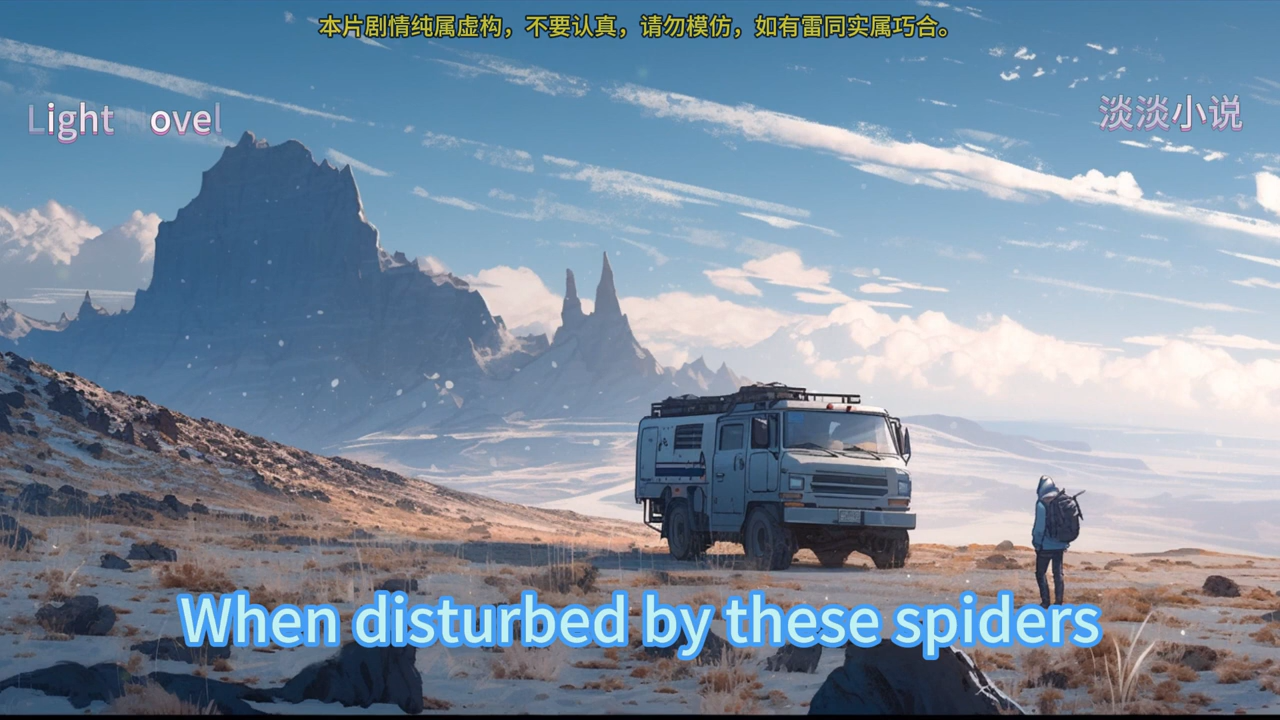 本片剧情纯属虚构，不要认真，请勿模仿，如有雷同实属巧合。
Light ovel
淡淡小说
When disturbed by these spiders